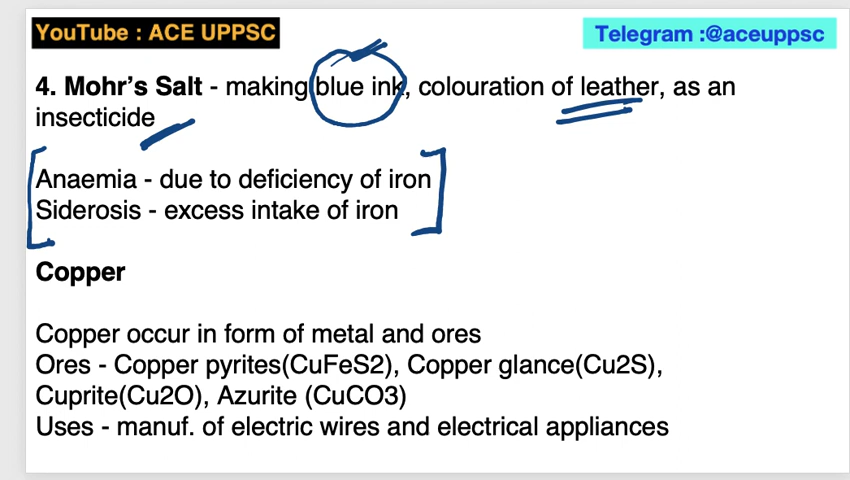 YouTube : ACE UPPSC
Telegram :@aceuppsc
4. Mohr's Salt - making blue ink, colouration of leather, as an
insecticide
Anaemia - due to deficiency of iron
Siderosis - excess intake of iron
Copper
Copper occur in form of metal and ores
Ores - Copper pyrites(CuFeS2), Copper glance(Cu2S),
Cuprite(Cu2O), Azurite (CuCO3)
Uses - manuf. of electric wires and electrical appliances